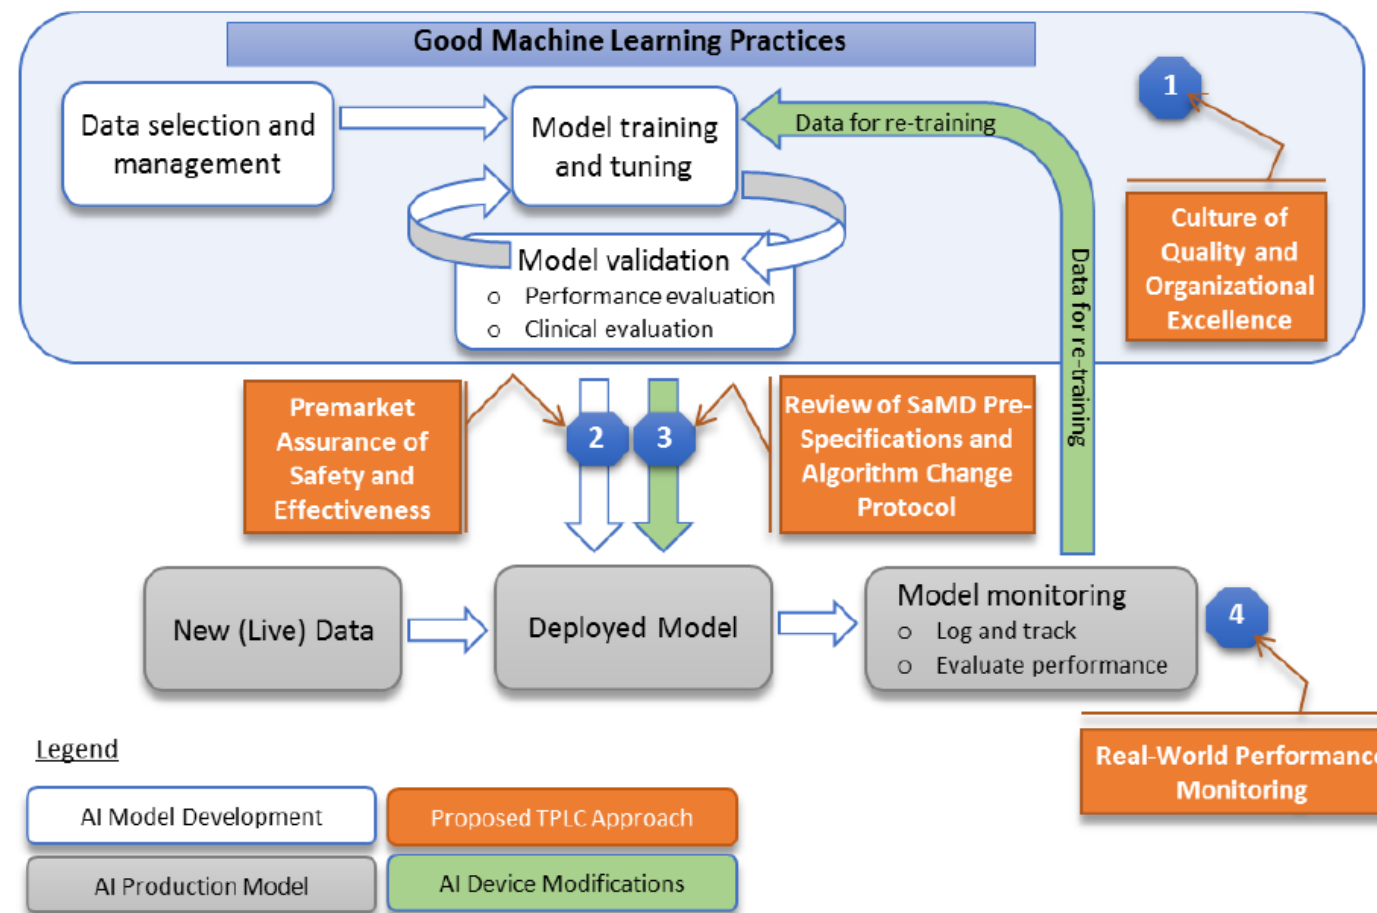 Good Machine Learning Practices
Data selection and
management
Model training
and tuning
Data for re-training
1
Culture of
Quality and
Organizational
Excellence
Model validation
o Performance evaluation
o Clinical evaluation
Data for re-training
Premarket
Assurance of
Safety and
Effectiveness
2
3
Review of SaMD Pre-
Specifications and
Algorithm Change
Protocol
New (Live) Data
Deployed Model
Model monitoring
o Log and track
o Evaluate performance
4
Real-World Performance
Monitoring
Legend
AI Model Development
Proposed TPLC Approach
AI Production Model
AI Device Modifications